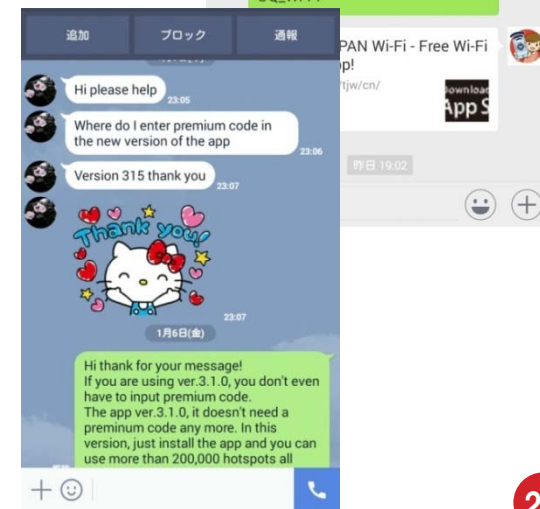 追加
ブロック
通報
Hi please help
23:05
Where do I enter premium code in
the new version of the app
23:06
Version 315 thank you
23:07
Thank you
23:07
1月6日(金)
Hi thank for your message!
If you are using ver.3.1.0, you don't even
have to input premium code.
The app ver.3.1.0, it doesn't need a
preminum code any more. In this
version, just install the app and you can
use more than 200,000 hotspots all
PAN Wi-Fi - Free Wi-Fi
p!
/tjw/cn/
ownload
App S
昨日 19:02
2